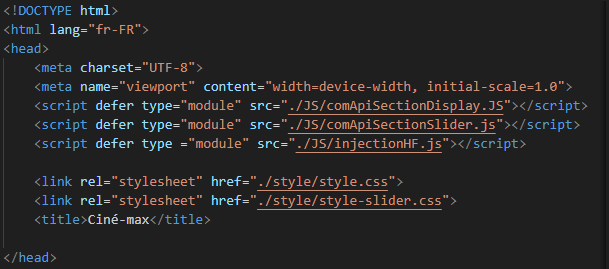 <!DOCTYPE html>
<html lang="fr-FR">
<head>
    <meta charset="UTF-8">
    <meta name="viewport" content="width=device-width, initial-scale=1.0">
    <script defer type="module" src="./JS/comApiSectionDisplay.JS"></script>
    <script defer type="module" src="./JS/comApiSectionSlider.js"></script>
    <script defer type ="module" src="./JS/injectionHF.js"></script>

    <link rel="stylesheet" href="./style/style.css">
    <link rel="stylesheet" href="./style/style-slider.css">
    <title>Ciné-max</title>

</head>